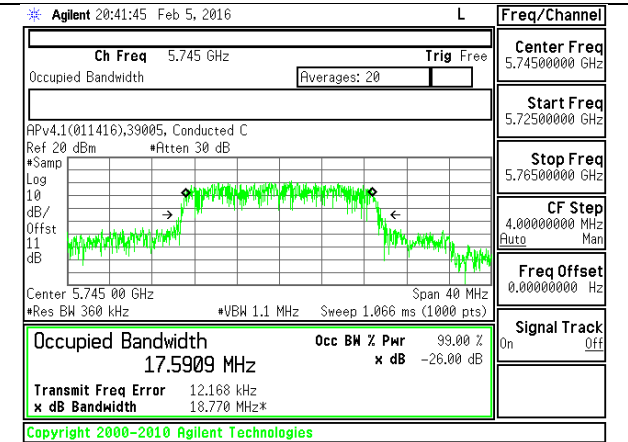 Agilent 20:41:45 Feb 5, 2016 L
Freq/Channel
Ch Freq 5.745 GHz Trig Free
Occupied Bandwidth Averages: 20
Center Freq
5.74500000 GHz
Start Freq
5.72500000 GHz
Stop Freq
5.76500000 GHz
CF Step
4.00000000 MHz
Auto Man
Freq Offset
0.00000000 Hz
Signal Track
On Off
APv4.1(011416),39005, Conducted C
Ref 20 dBm #Atten 30 dB
#Samp
Log
10
dB/
Offst
11
dB
Center 5.745 00 GHz Span 40 MHz
#Res BW 360 kHz #VBW 1.1 MHz Sweep 1.066 ms (1000 pts)
Occupied Bandwidth Occ BW % Pwr 99.00 %
17.5909 MHz x dB -26.00 dB
Transmit Freq Error 12.168 kHz
x dB Bandwidth 18.770 MHz*
Copyright 2000-2010 Agilent Technologies